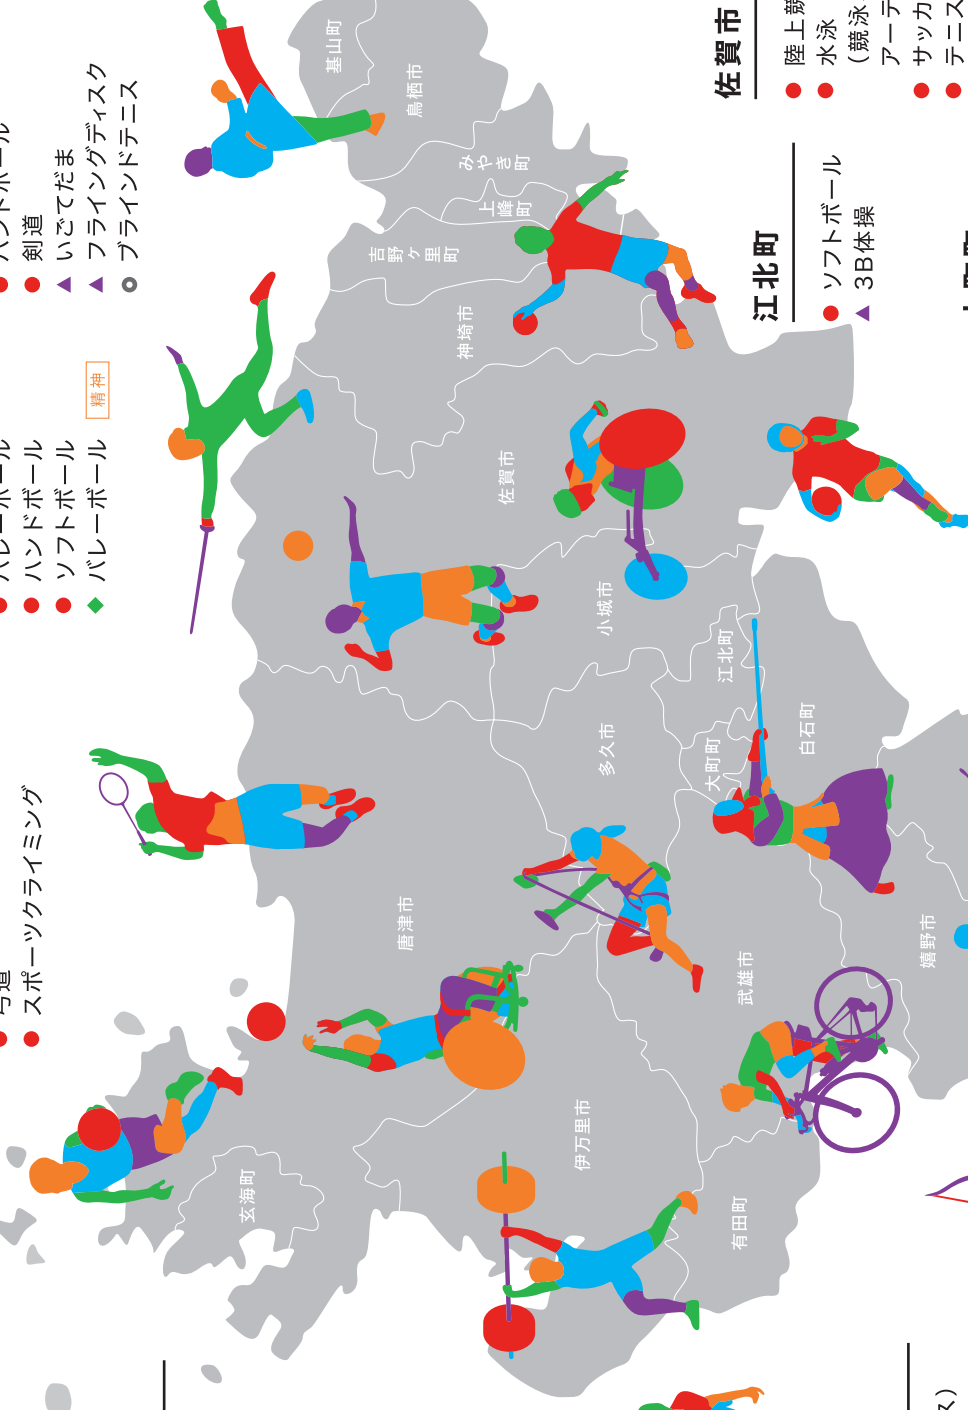 ハンドボール
剣道
いごてだま
フライングディスク
ブラインドテニス
バレーボール
ハンドボール
ソフトボール
バレーボール 精神
弓道
スポーツクライミング
佐賀市
陸上競
水泳
（競泳
アーテ
サッカ
テニス
江北町
ソフトボール
3B体操
基山町
鳥栖市
みやき町
上峰町
吉野ヶ里町
神埼市
佐賀市
小城市
江北町
多久市
大町町
白石町
唐津市
武雄市
嬉野市
伊万里市
玄海町
有田町